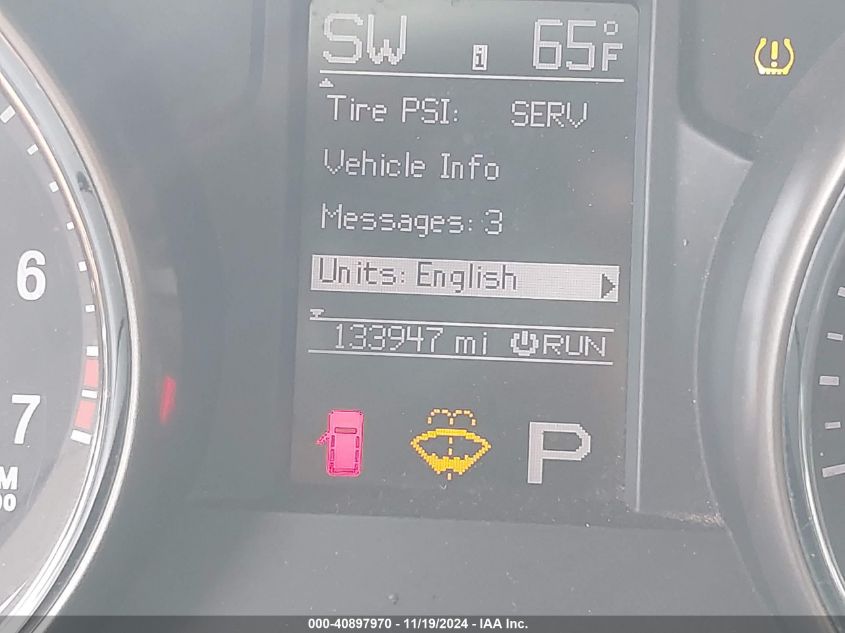 SW i 65°F
Tire PSI: SERV
Vehicle Info
Messages: 3
Units: English
133947 mi RUN
P
6
7
000-40897970 - 11/19/2024 - IAA Inc.